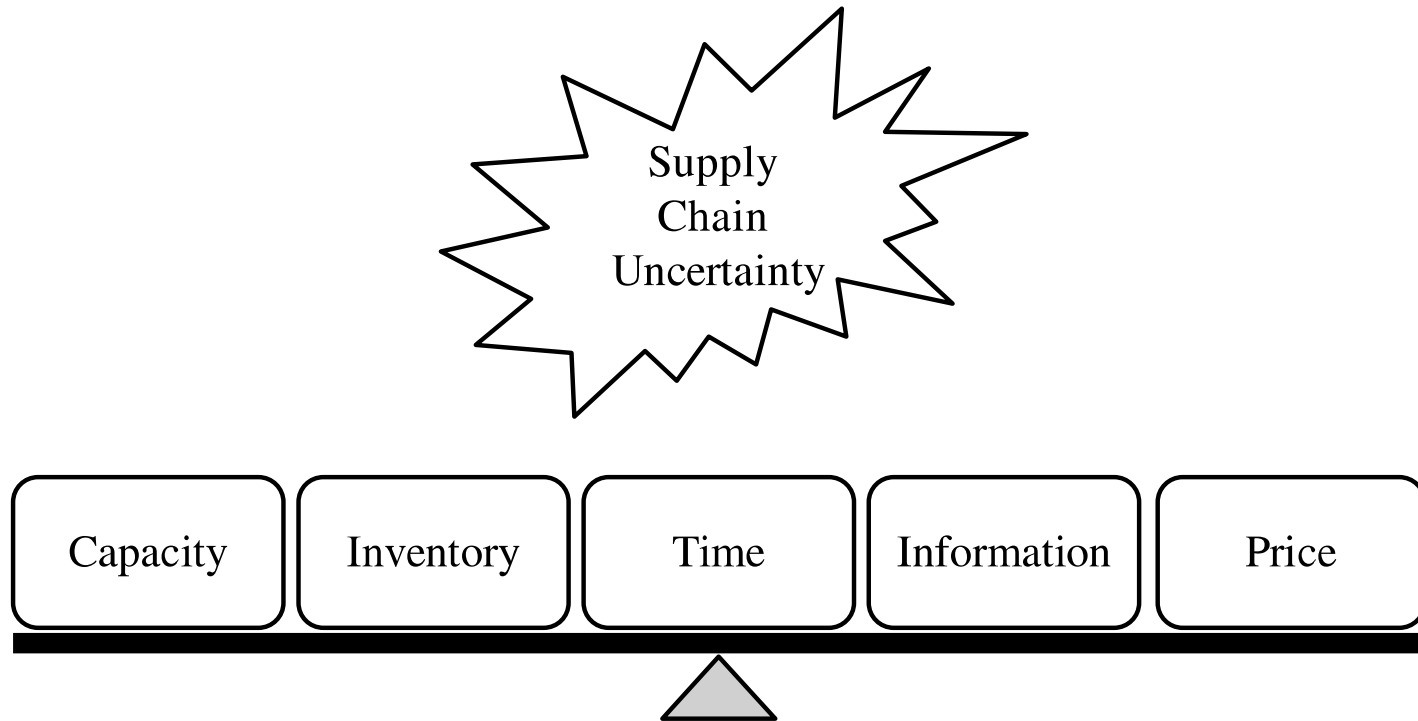 Supply
Chain
Uncertainty
Capacity
Inventory
Time
Information
Price